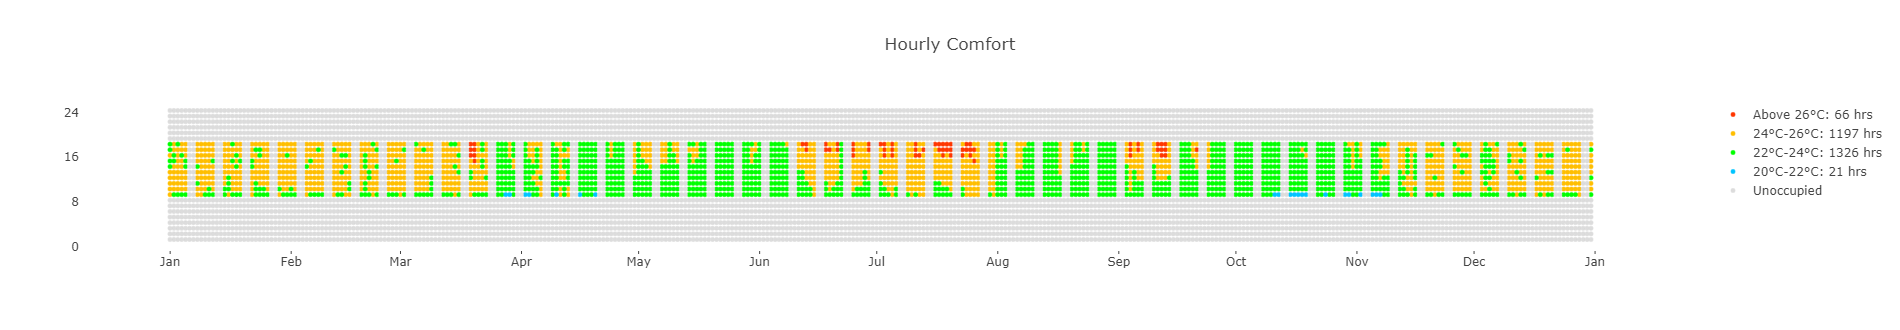 Hourly Comfort
24
16
8
0
Jan Feb Mar Apr May Jun Jul Aug Sep Oct Nov Dec Jan
Above 26°C: 66 hrs
24°C-26°C: 1197 hrs
22°C-24°C: 1326 hrs
20°C-22°C: 21 hrs
Unoccupied